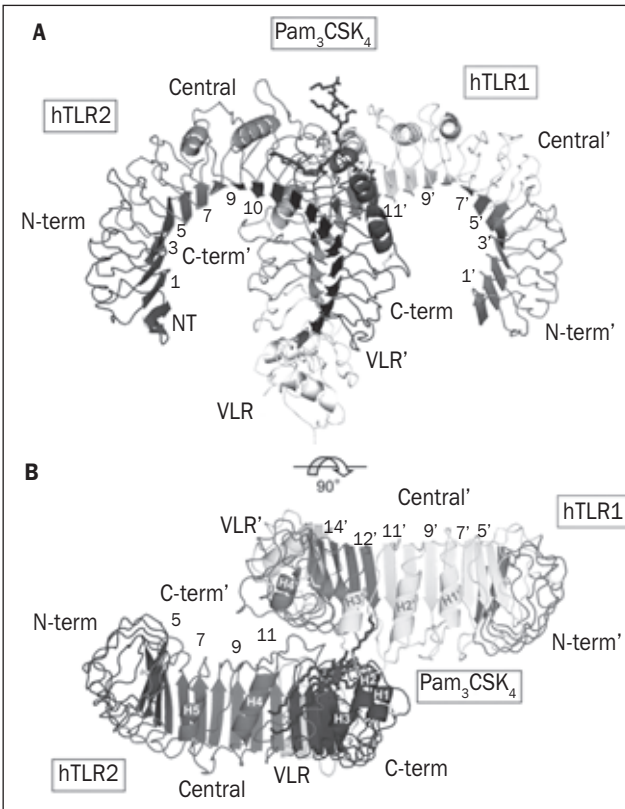 A
Pam3CSK4
Central
hTLR1
hTLR2
Central’
N-term
9
10
11’
9’
7’
7
5
5’
3
C-term’
3’
1
1’
NT
C-term
N-term’
VLR’
VLR
90°
B
Central’
hTLR1
VLR’
14’
12’
11’
9’
7’
5’
C-term’
H4’
N-term
5
7
9
11
H3’
H2’
H1’
N-term’
H2
H1
Pam3CSK4
H5
H4
H3
hTLR2
Central
VLR
C-term